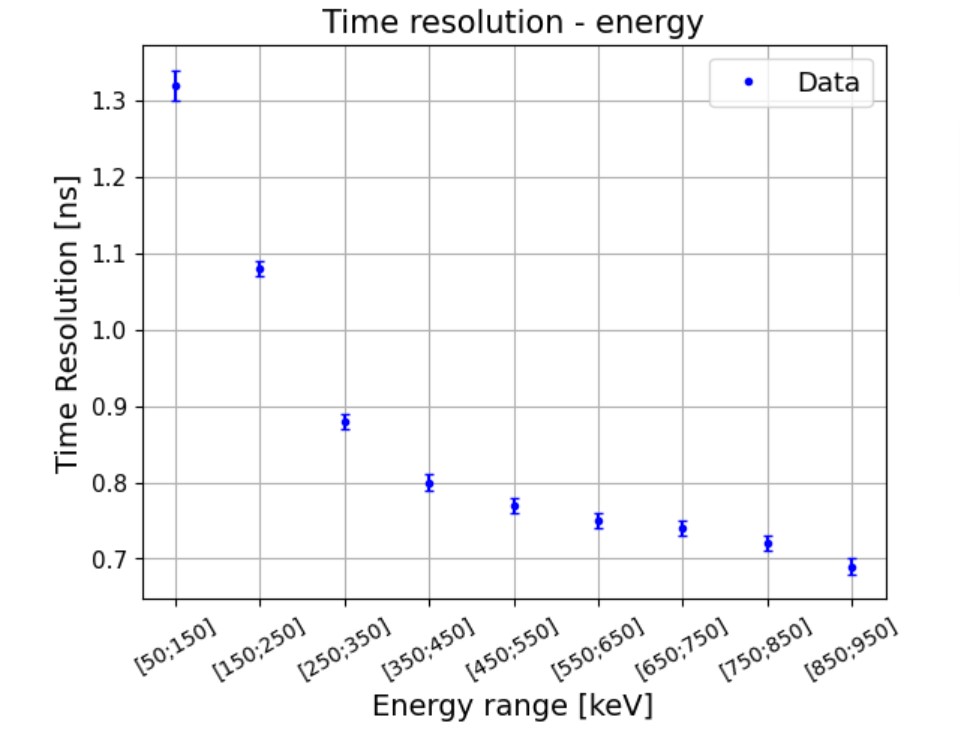 Time resolution - energy
Data
Time Resolution [ns]
1.3
1.2
1.1
1.0
0.9
0.8
0.7
[50;150] [150;250] [250;350] [350;450] [450;550] [550;650] [650;750] [750;850] [850;950]
Energy range [keV]